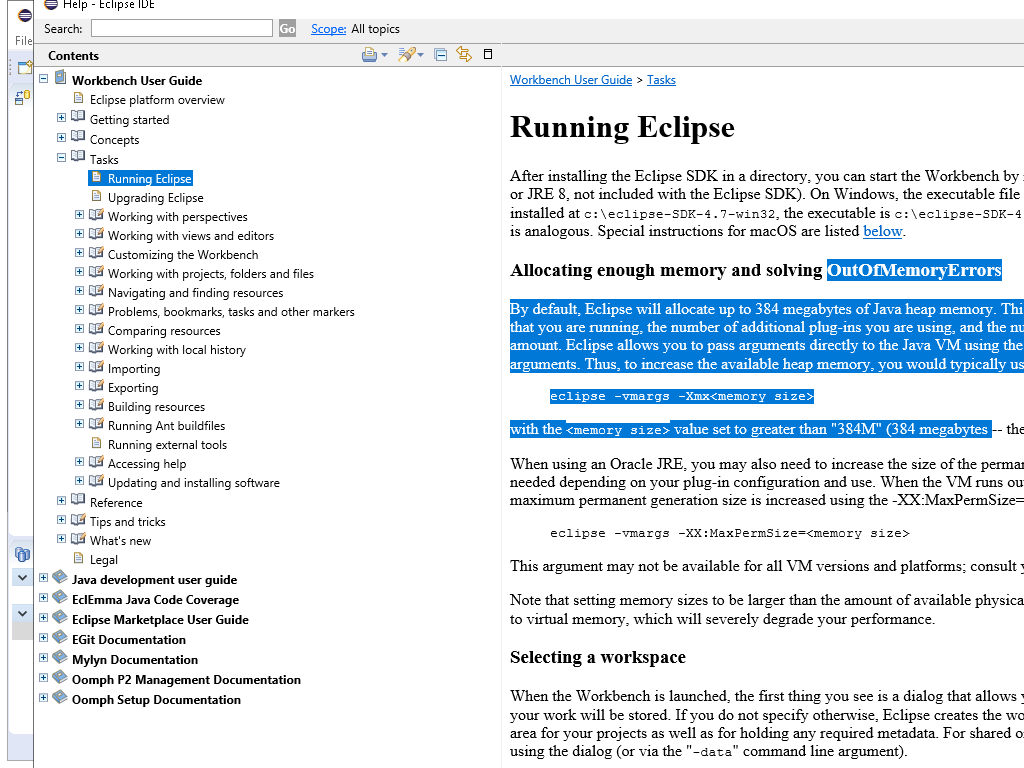 Help - Eclipse IDE
File
Search:
Go
Scope: All topics
Contents
Workbench User Guide
Eclipse platform overview
Getting started
Concepts
Tasks
Running Eclipse
Upgrading Eclipse
Working with perspectives
Working with views and editors
Customizing the Workbench
Working with projects, folders and files
Navigating and finding resources
Problems, bookmarks, tasks and other markers
Comparing resources
Working with local history
Importing
Exporting
Building resources
Running Ant buildfiles
Running external tools
Accessing help
Updating and installing software
Reference
Tips and tricks
What's new
Legal
Java development user guide
EclEmma Java Code Coverage
Eclipse Marketplace User Guide
EGit Documentation
Mylyn Documentation
Oomph P2 Management Documentation
Oomph Setup Documentation
Workbench User Guide > Tasks
Running Eclipse
After installing the Eclipse SDK in a directory, you can start the Workbench by
or JRE 8, not included with the Eclipse SDK). On Windows, the executable file
installed at c:\eclipse-SDK-4.7-win32, the executable is c:\eclipse-SDK-4
is analogous. Special instructions for macOS are listed below.
Allocating enough memory and solving OutOfMemoryErrors
By default, Eclipse will allocate up to 384 megabytes of Java heap memory. Thi
that you are running, the number of additional plug-ins you are using, and the nu
amount. Eclipse allows you to pass arguments directly to the Java VM using the
arguments. Thus, to increase the available heap memory, you would typically us
eclipse -vmargs -Xmx<memory size>
with the <memory size> value set to greater than "384M" (384 megabytes -- the
When using an Oracle JRE, you may also need to increase the size of the perma
needed depending on your plug-in configuration and use. When the VM runs ou
maximum permanent generation size is increased using the -XX:MaxPermSize=
eclipse -vmargs -XX:MaxPermSize=<memory size>
This argument may not be available for all VM versions and platforms; consult y
Note that setting memory sizes to be larger than the amount of available physica
to virtual memory, which will severely degrade your performance.
Selecting a workspace
When the Workbench is launched, the first thing you see is a dialog that allows y
your work will be stored. If you do not specify otherwise, Eclipse creates the wo
area for your projects as well as for holding any required metadata. For shared o
using the dialog (or via the "-data" command line argument).